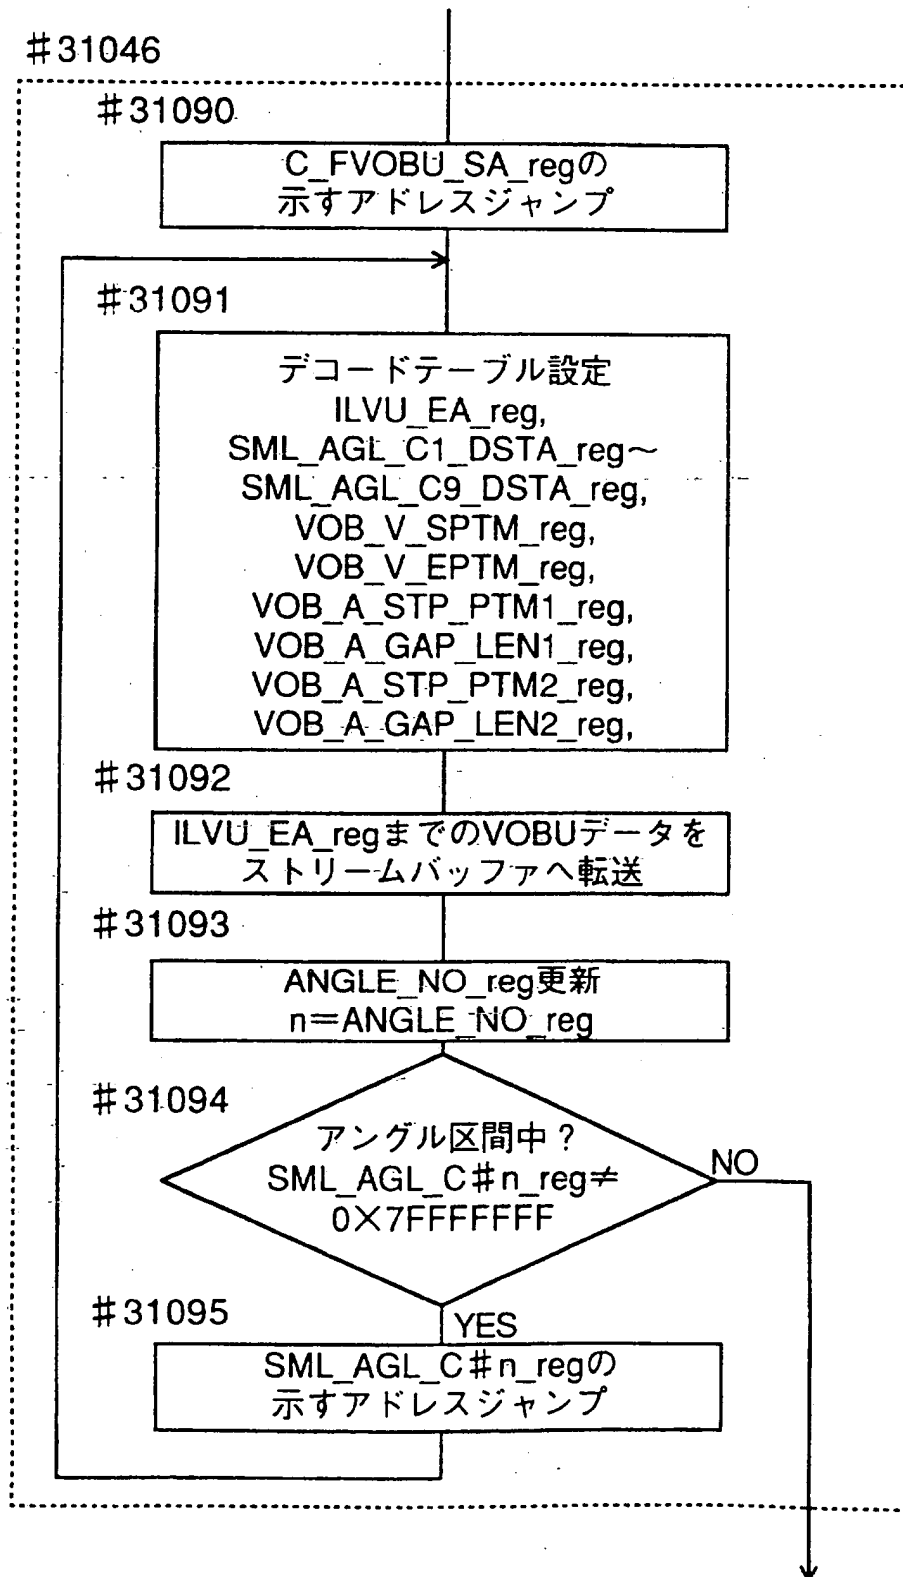 #31046
#31090
C_FVOBU_SA_regの
示すアドレスジャンプ
#31091
デコードテーブル設定
ILVU_EA_reg,
SML_AGL_C1_DSTA_reg～
SML_AGL_C9_DSTA_reg,
VOB_V_SPTM_reg,
VOB_V_EPTM_reg,
VOB_A_STP_PTM1_reg,
VOB_A_GAP_LEN1_reg,
VOB_A_STP_PTM2_reg,
VOB_A_GAP_LEN2_reg,
#31092
ILVU_EA_regまでのVOBUデータを
ストリームバッファへ転送
#31093
ANGLE_NO_reg更新
n＝ANGLE_NO_reg
#31094
アングル区間中？
SML_AGL_C#n_reg≠
0×7FFFFFFF
NO
#31095
YES
SML_AGL_C#n_regの
示すアドレスジャンプ